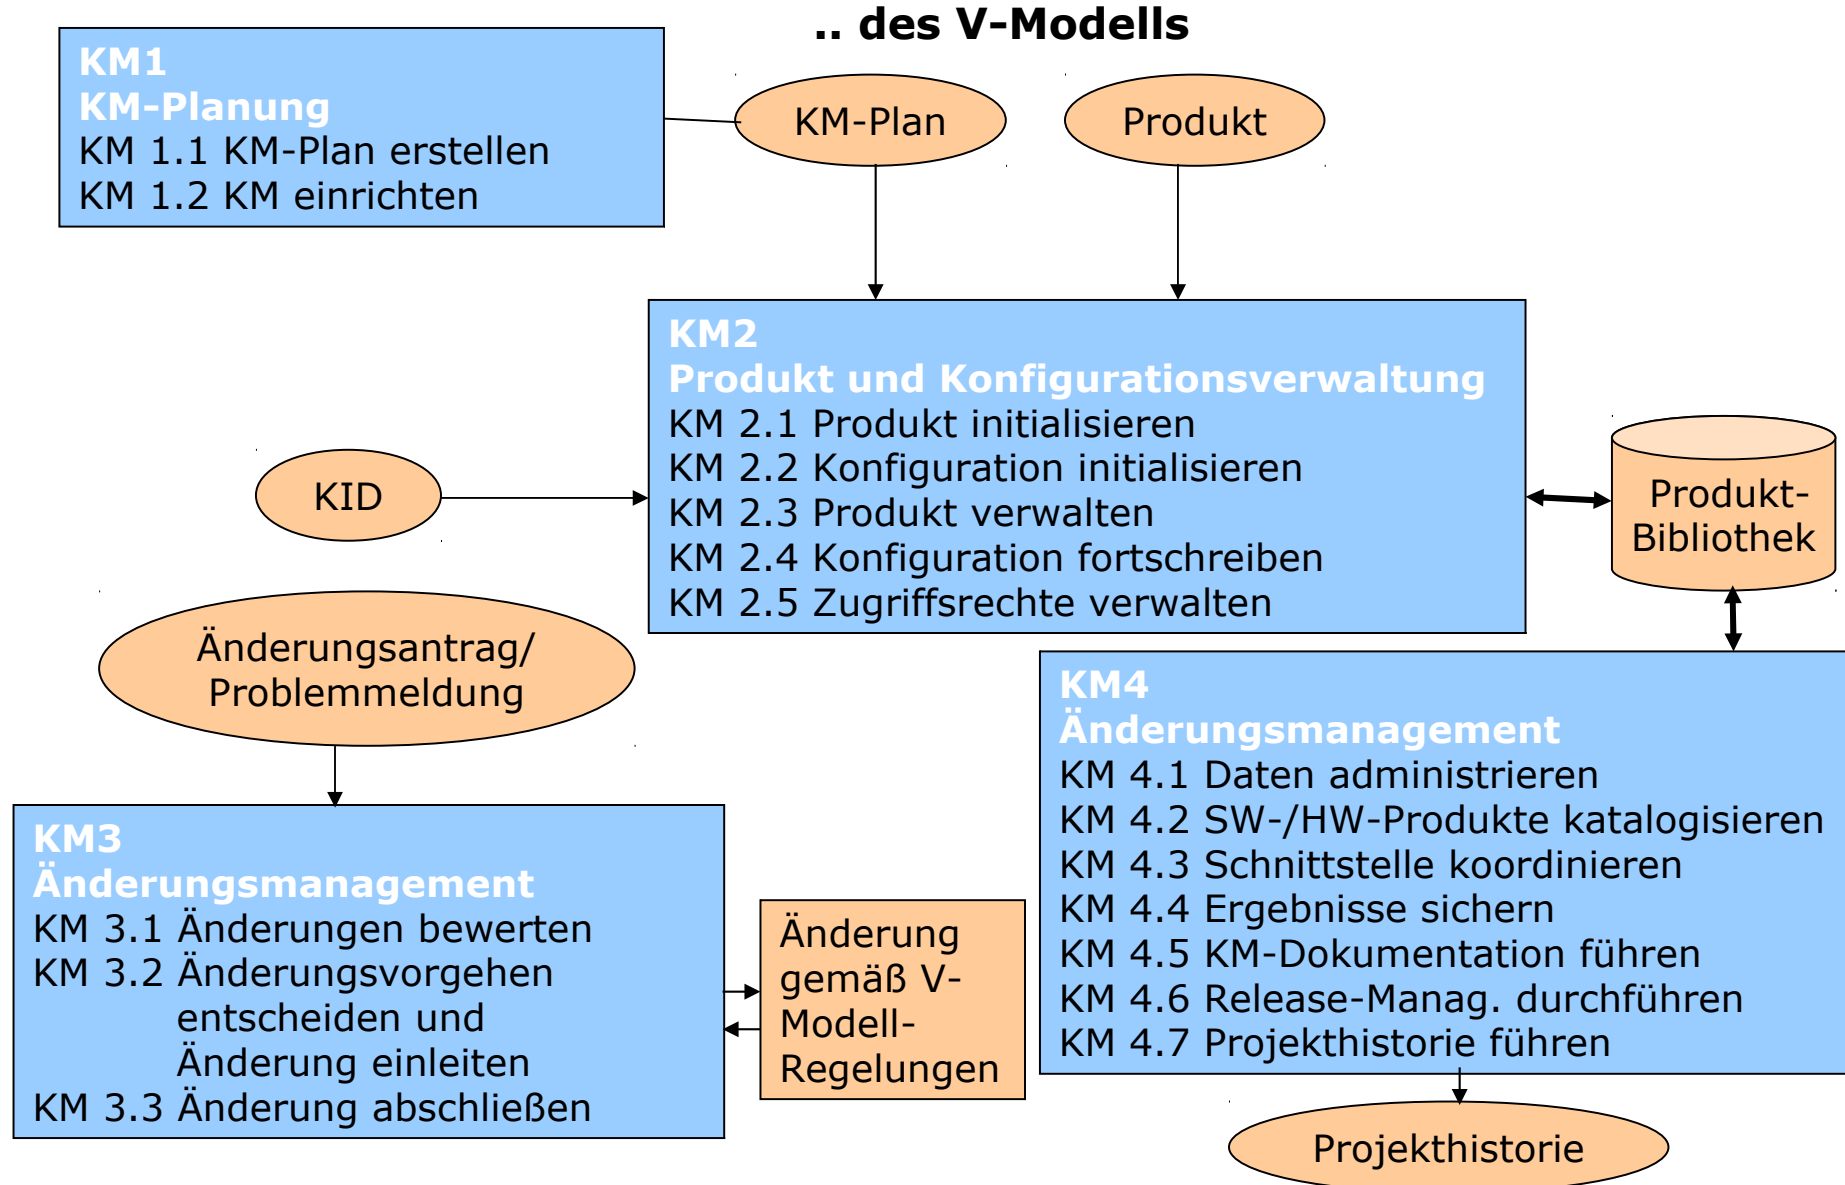 .. des V-Modells
KM1
KM-Planung
KM 1.1 KM-Plan erstellen
KM 1.2 KM einrichten
KM-Plan
Produkt
KM2
Produkt und Konfigurationsverwaltung
KM 2.1 Produkt initialisieren
KM 2.2 Konfiguration initialisieren
KM 2.3 Produkt verwalten
KM 2.4 Konfiguration fortschreiben
KM 2.5 Zugriffsrechte verwalten
KID
Produkt-
Bibliothek
Änderungsantrag/
Problemmeldung
KM3
Änderungsmanagement
KM 3.1 Änderungen bewerten
KM 3.2 Änderungsvorgehen
entscheiden und
Änderung einleiten
KM 3.3 Änderung abschließen
Änderung
gemäß V-
Modell-
Regelungen
KM4
Änderungsmanagement
KM 4.1 Daten administrieren
KM 4.2 SW-/HW-Produkte katalogisieren
KM 4.3 Schnittstelle koordinieren
KM 4.4 Ergebnisse sichern
KM 4.5 KM-Dokumentation führen
KM 4.6 Release-Manag. durchführen
KM 4.7 Projekthistorie führen
Projekthistorie